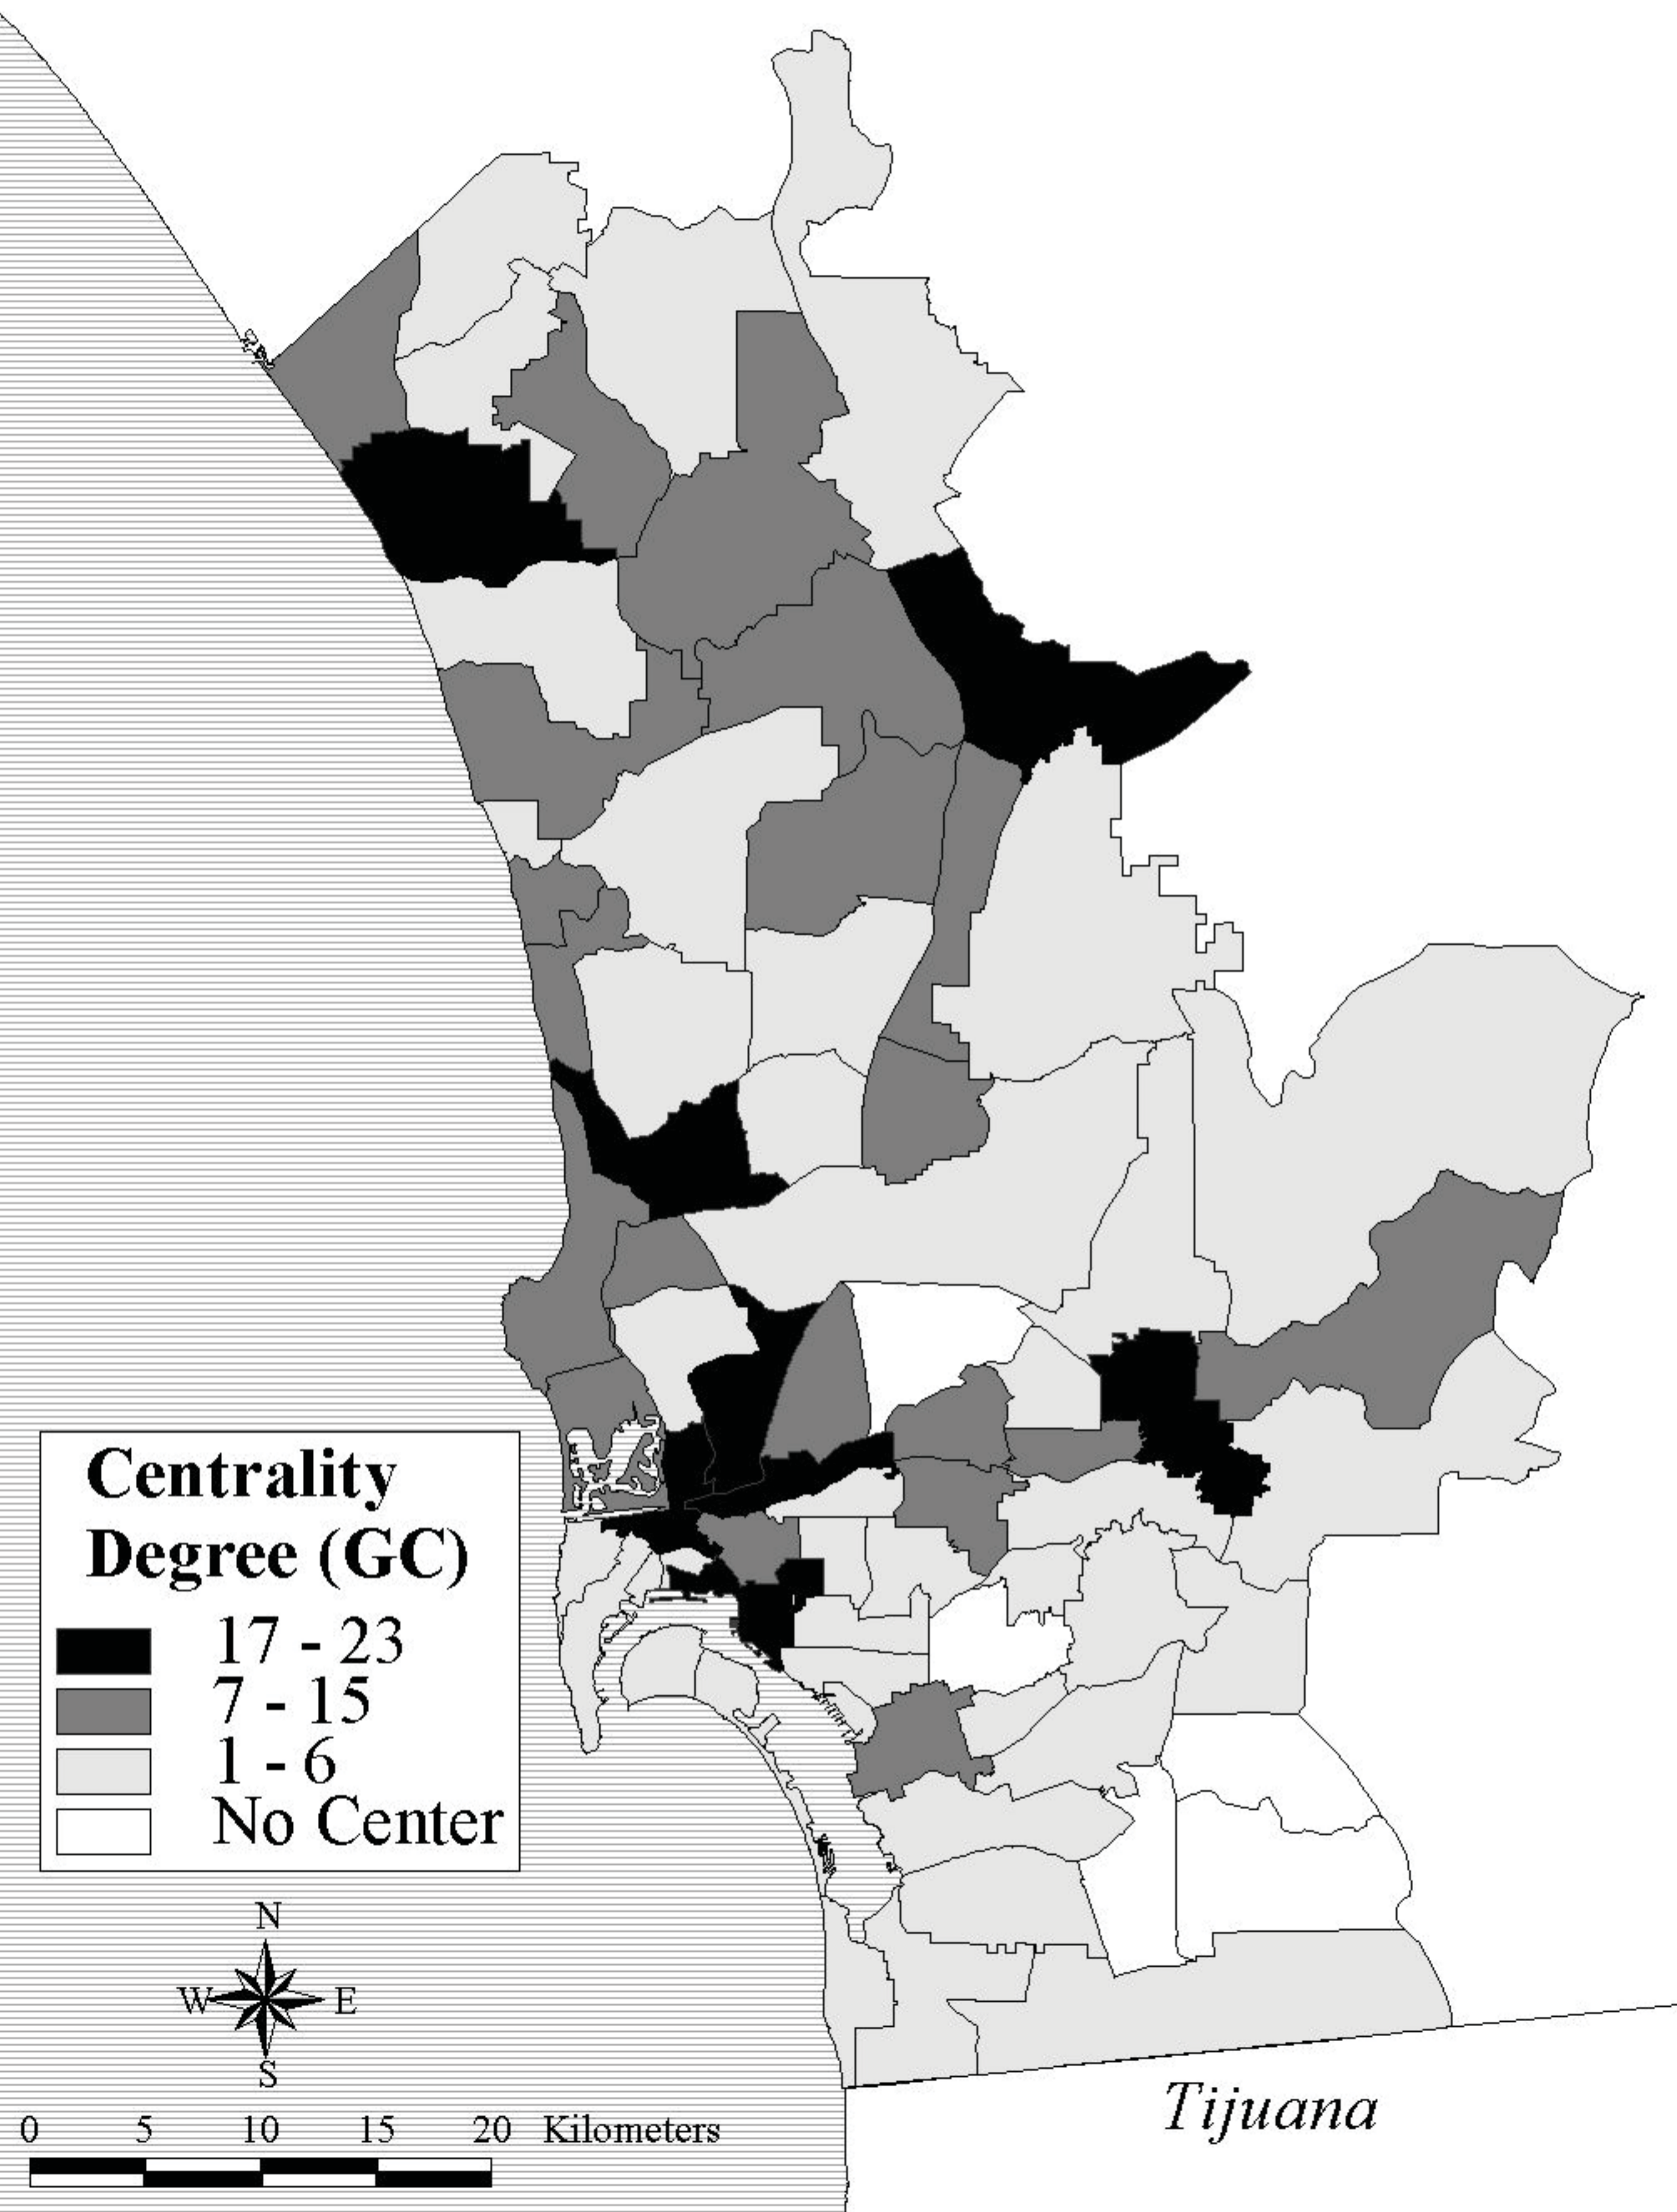 Centrality
Degree (GC)
17 - 23
7 - 15
1 - 6
No Center
N
W E
S
0 5 10 15 20 Kilometers
Tijuana